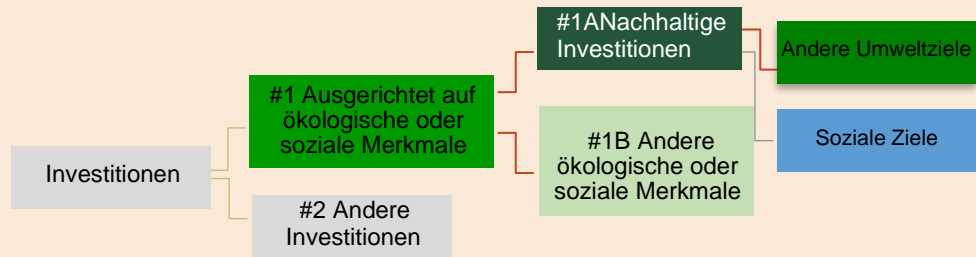 #1ANachhaltige
Investitionen
Andere Umweltziele
#1 Ausgerichtet auf
ökologische oder
soziale Merkmale
#1B Andere
ökologische oder
soziale Merkmale
Soziale Ziele
Investitionen
#2 Andere
Investitionen